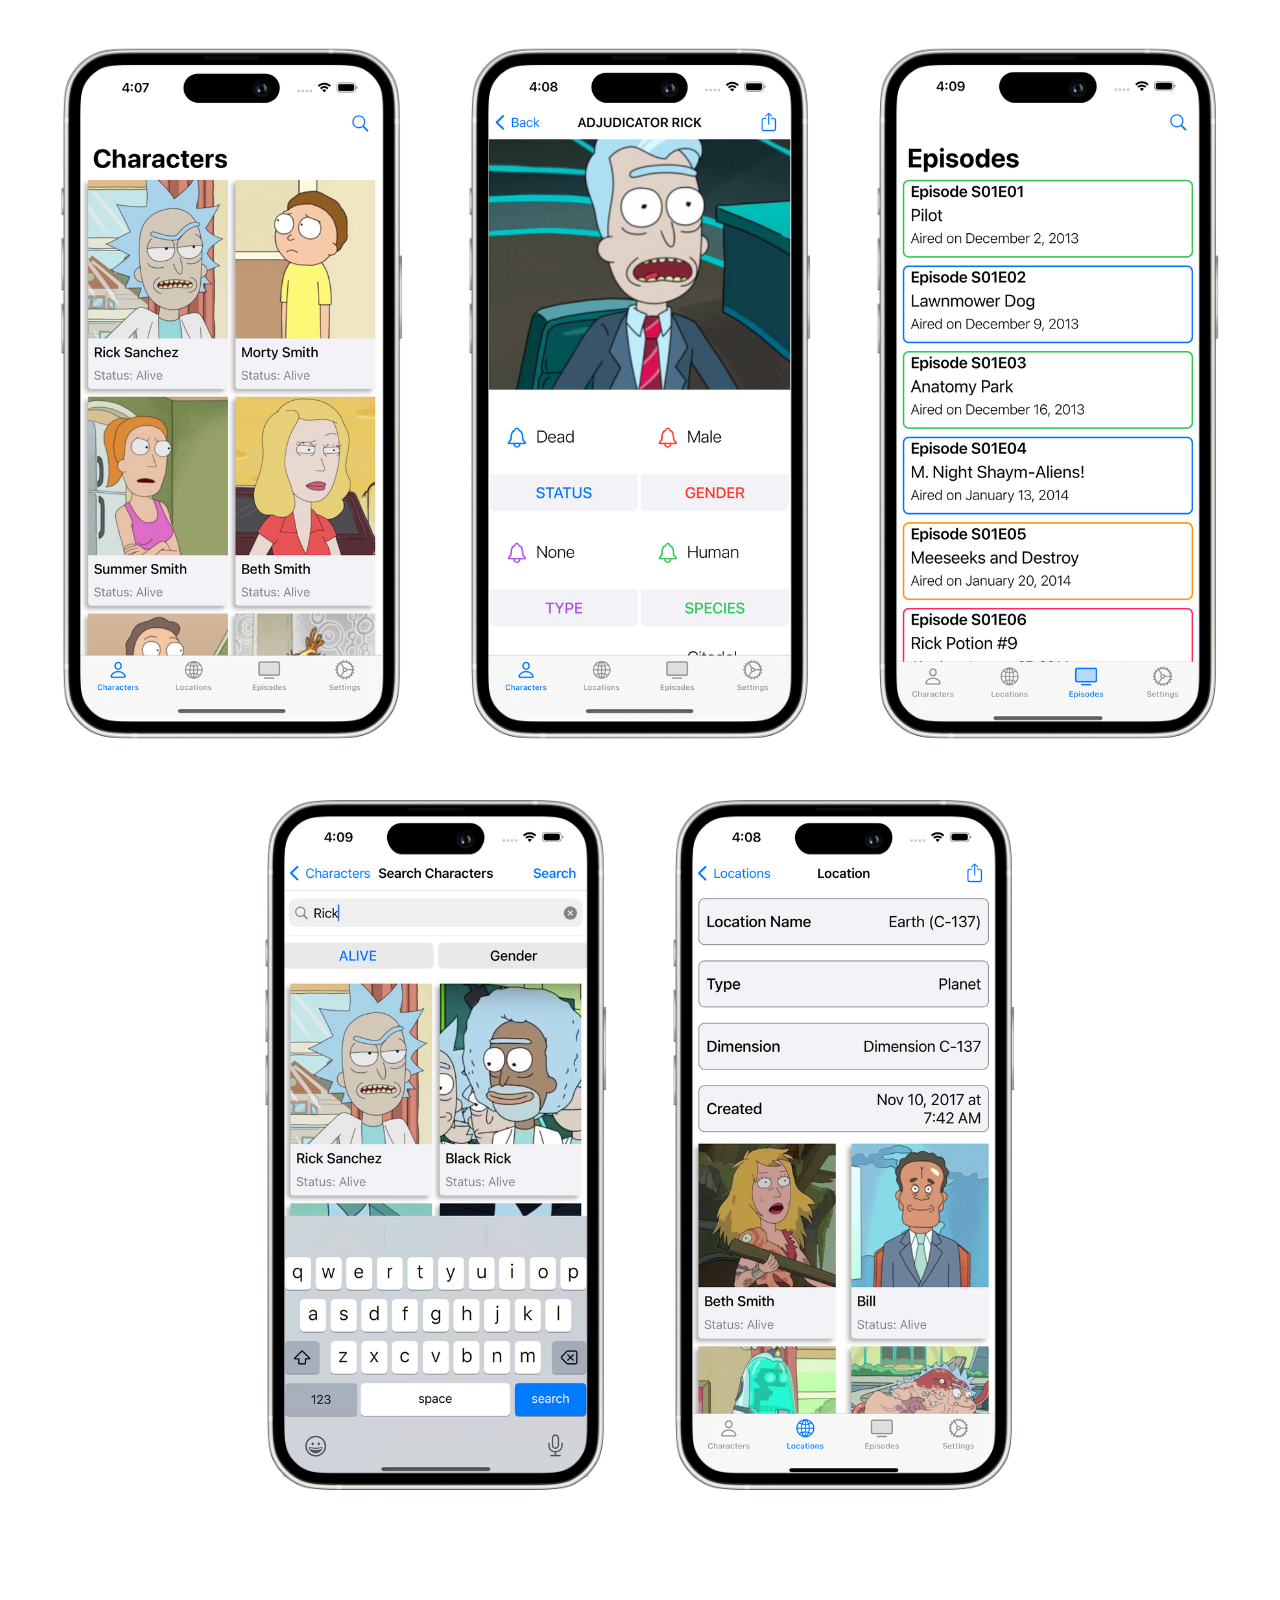 4:07
Characters
Rick Sanchez
Status: Alive
Morty Smith
Status: Alive
Summer Smith
Status: Alive
Beth Smith
Status: Alive
Characters Locations Episodes Settings
4:08
Back ADJUDICATOR RICK
Dead
Male
STATUS
GENDER
None
Human
TYPE
SPECIES
Characters Locations Episodes Settings
4:09
Episodes
Episode S01E01
Pilot
Aired on December 2, 2013
Episode S01E02
Lawnmower Dog
Aired on December 9, 2013
Episode S01E03
Anatomy Park
Aired on December 16, 2013
Episode S01E04
M. Night Shaym-Aliens!
Aired on January 13, 2014
Episode S01E05
Meeseeks and Destroy
Aired on January 20, 2014
Episode S01E06
Rick Potion #9
Characters Locations Episodes Settings
4:09
Characters Search Characters Search
Rick
ALIVE Gender
Rick Sanchez
Status: Alive
Black Rick
Status: Alive
q w e r t y u i o p
a s d f g h j k l
z x c v b n m
123 space search
4:08
Locations Location
Location Name Earth (C-137)
Type Planet
Dimension Dimension C-137
Created Nov 10, 2017 at
7:42 AM
Beth Smith
Status: Alive
Bill
Status: Alive
Characters Locations Episodes Settings